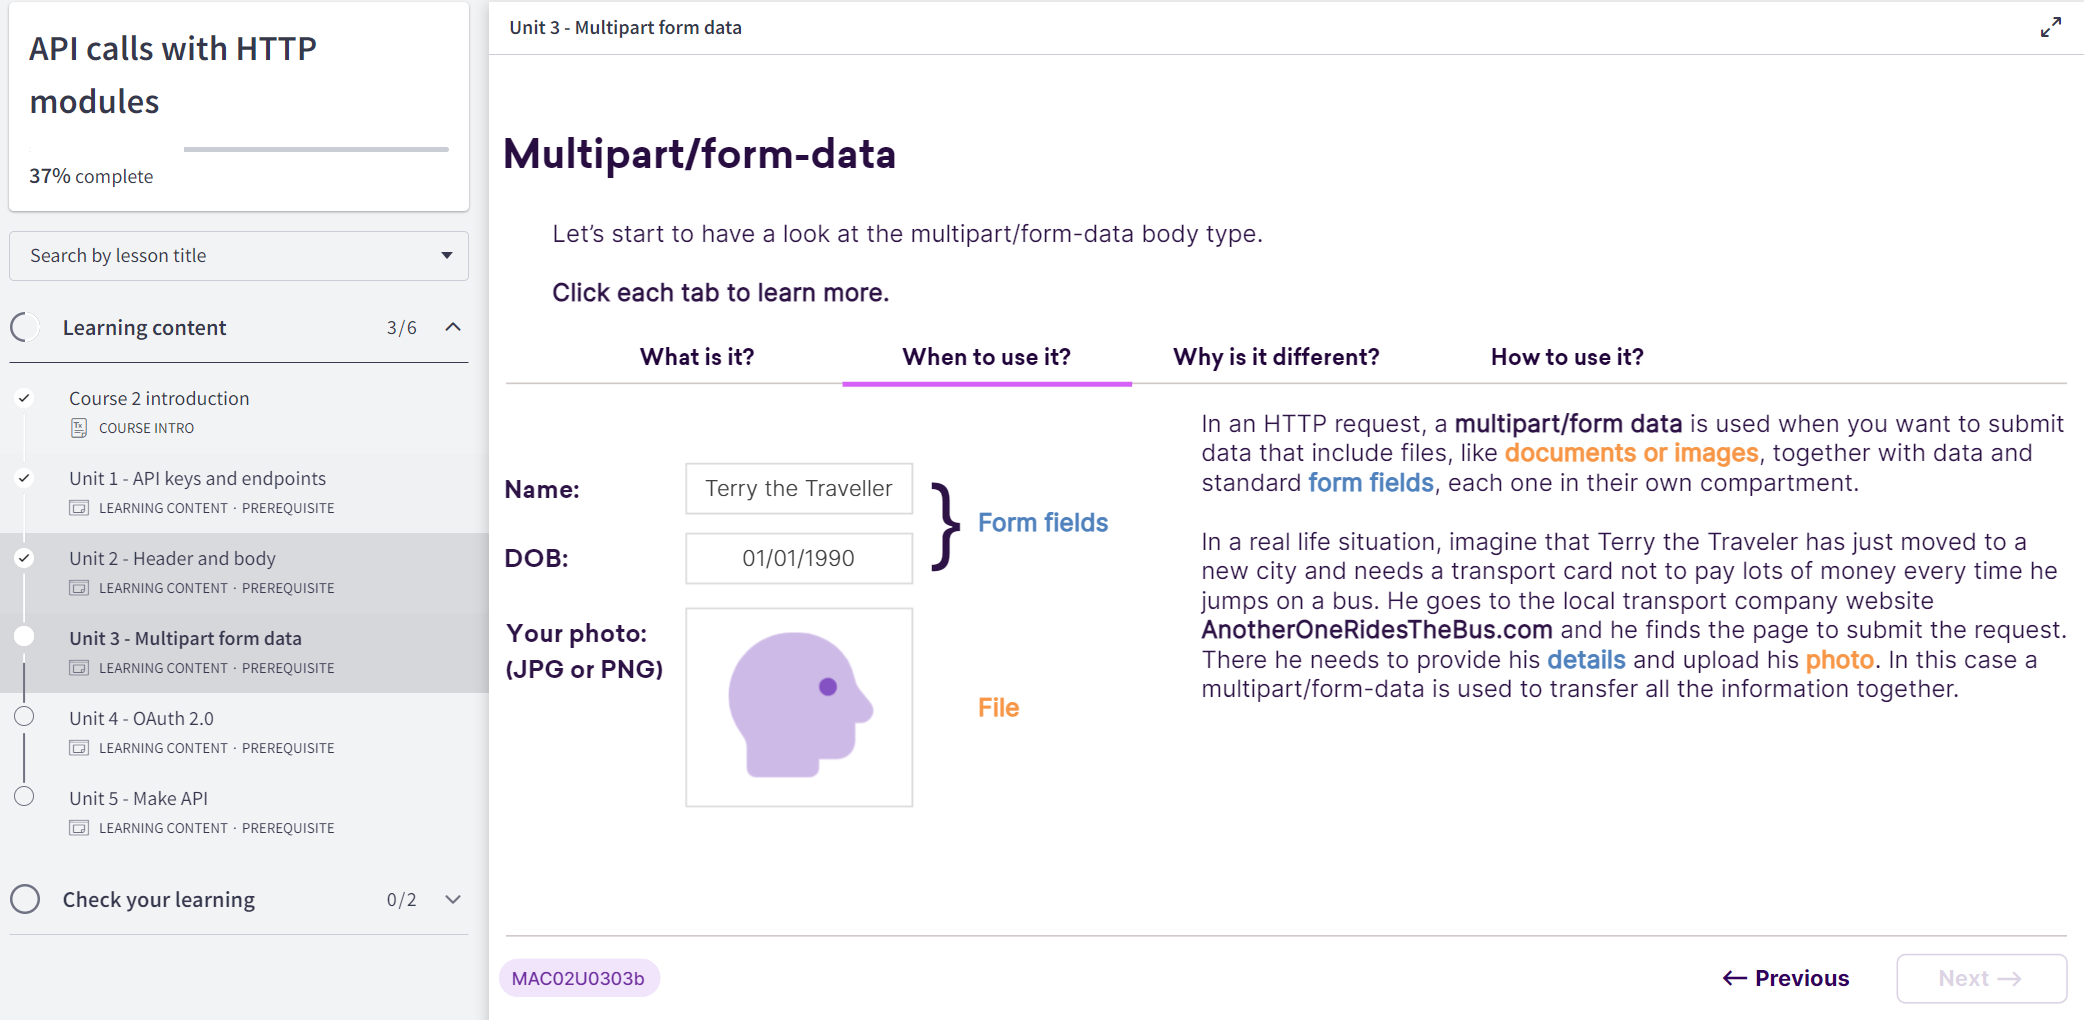 API calls with HTTP
modules
37% complete
Search by lesson title
Learning content 3/6
Course 2 introduction
COURSE INTRO
Unit 1 - API keys and endpoints
LEARNING CONTENT · PREREQUISITE
Unit 2 - Header and body
LEARNING CONTENT · PREREQUISITE
Unit 3 - Multipart form data
LEARNING CONTENT · PREREQUISITE
Unit 4 - OAuth 2.0
LEARNING CONTENT · PREREQUISITE
Unit 5 - Make API
LEARNING CONTENT · PREREQUISITE
Check your learning 0/2
Unit 3 - Multipart form data
Multipart/form-data
Let's start to have a look at the multipart/form-data body type.
Click each tab to learn more.
What is it? When to use it? Why is it different? How to use it?
Name: Terry the Traveller
DOB: 01/01/1990
} Form fields
Your photo:
(JPG or PNG)
File
In an HTTP request, a multipart/form data is used when you want to submit
data that include files, like documents or images, together with data and
standard form fields, each one in their own compartment.
In a real life situation, imagine that Terry the Traveler has just moved to a
new city and needs a transport card not to pay lots of money every time he
jumps on a bus. He goes to the local transport company website
AnotherOneRidesTheBus.com and he finds the page to submit the request.
There he needs to provide his details and upload his photo. In this case a
multipart/form-data is used to transfer all the information together.
MAC02U0303b
← Previous
Next →